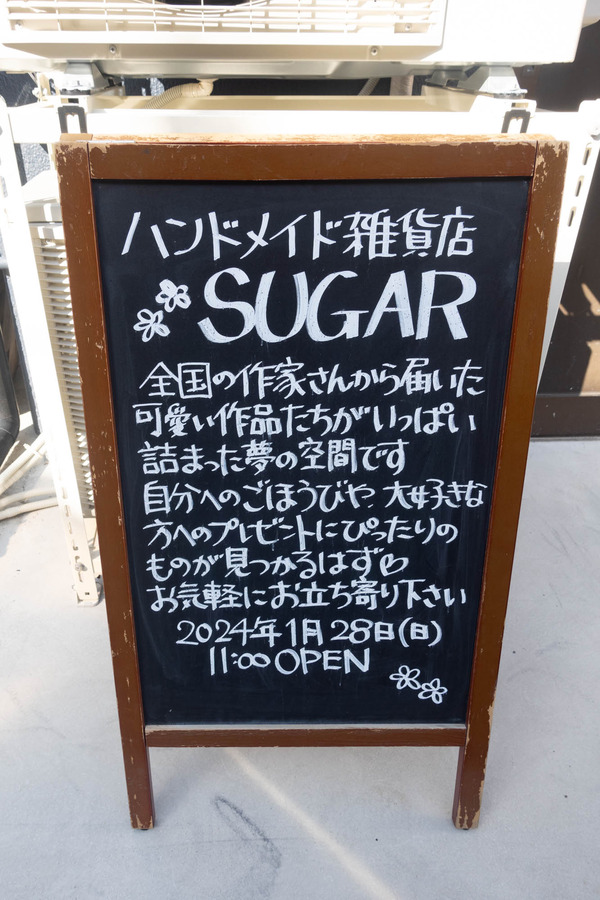 ハンドメイド雑貨店
SUGAR
全国の作家さんから届いた
可愛い作品たちがいっぱい
詰まった夢の空間です
自分へのごほうびや、大好きな
方へのプレゼントにぴったりの
ものが見つかるはず♡
お気軽にお立ち寄り下さい
2024年1月28日(日)
11:00 OPEN